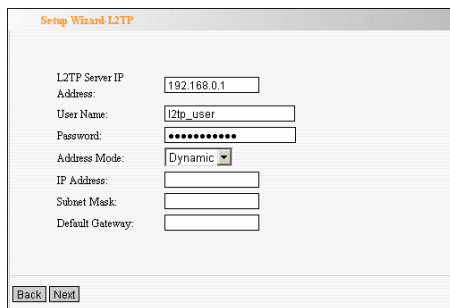 Setup Wizard-L2TP
L2TP Server IP
Address:
192.168.0.1
User Name:
l2tp_user
Password:
●●●●●●●●●●●
Address Mode:
Dynamic
IP Address:
Subnet Mask:
Default Gateway:
Back Next